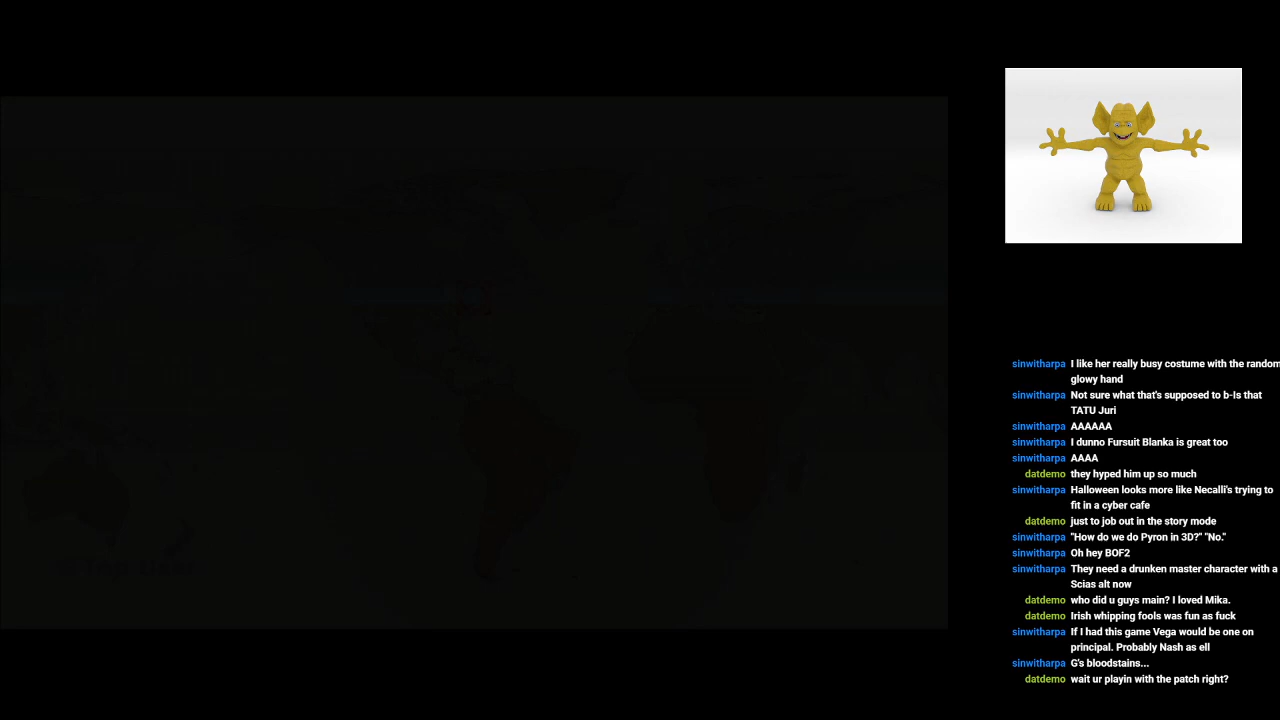 sinwitharpa I like her really busy costume with the random
glowy hand
sinwitharpa Not sure what that's supposed to b-Is that
TATU Juri
sinwitharpa AAAAAA
sinwitharpa I dunno Fursuit Blanka is great too
sinwitharpa AAAA
datdemo they hyped him up so much
sinwitharpa Halloween looks more like Necalli's trying to
fit in a cyber cafe
datdemo just to job out in the story mode
sinwitharpa "How do we do Pyron in 3D?" "No."
sinwitharpa Oh hey BOF2
sinwitharpa They need a drunken master character with a
Scias alt now
datdemo who did u guys main? I loved Mika.
datdemo Irish whipping fools was fun as fuck
sinwitharpa If I had this game Vega would be one on
principal. Probably Nash as ell
sinwitharpa G's bloodstains...
datdemo wait ur playin with the patch right?